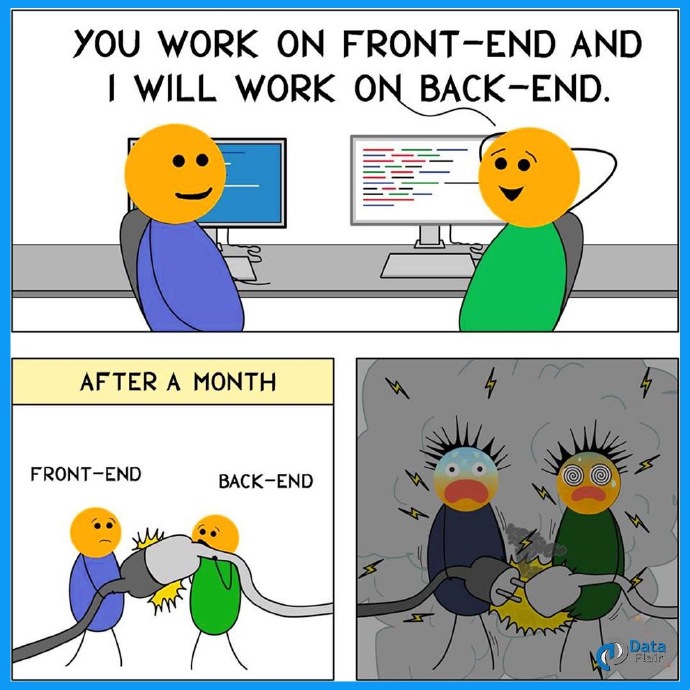 YOU WORK ON FRONT-END AND
I WILL WORK ON BACK-END.
AFTER A MONTH
FRONT-END
BACK-END
Data
Flair